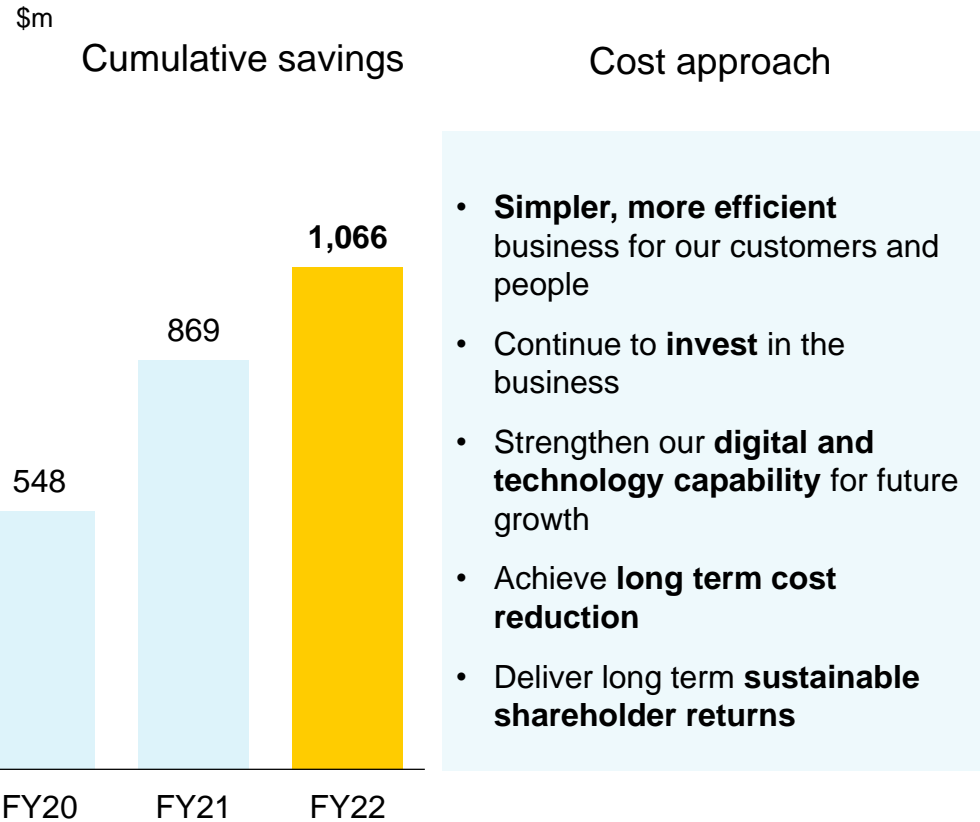 $m
Cumulative savings
1,066
869
548
FY20
FY21
FY22
Cost approach
• Simpler, more efficient
business for our customers and
people
• Continue to invest in the
business
• Strengthen our digital and
technology capability for future
growth
• Achieve long term cost
reduction
• Deliver long term sustainable
shareholder returns